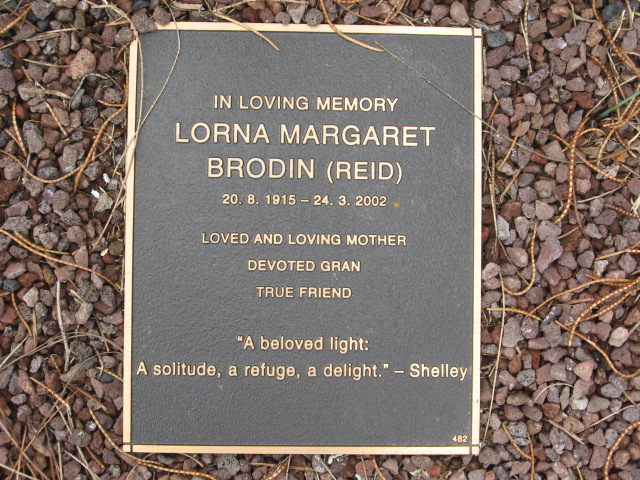 IN LOVING MEMORY
LORNA MARGARET
BRODIN (REID)
20. 8. 1915 – 24. 3. 2002
LOVED AND LOVING MOTHER
DEVOTED GRAN
TRUE FRIEND
"A beloved light:
A solitude, a refuge, a delight." – Shelley
482